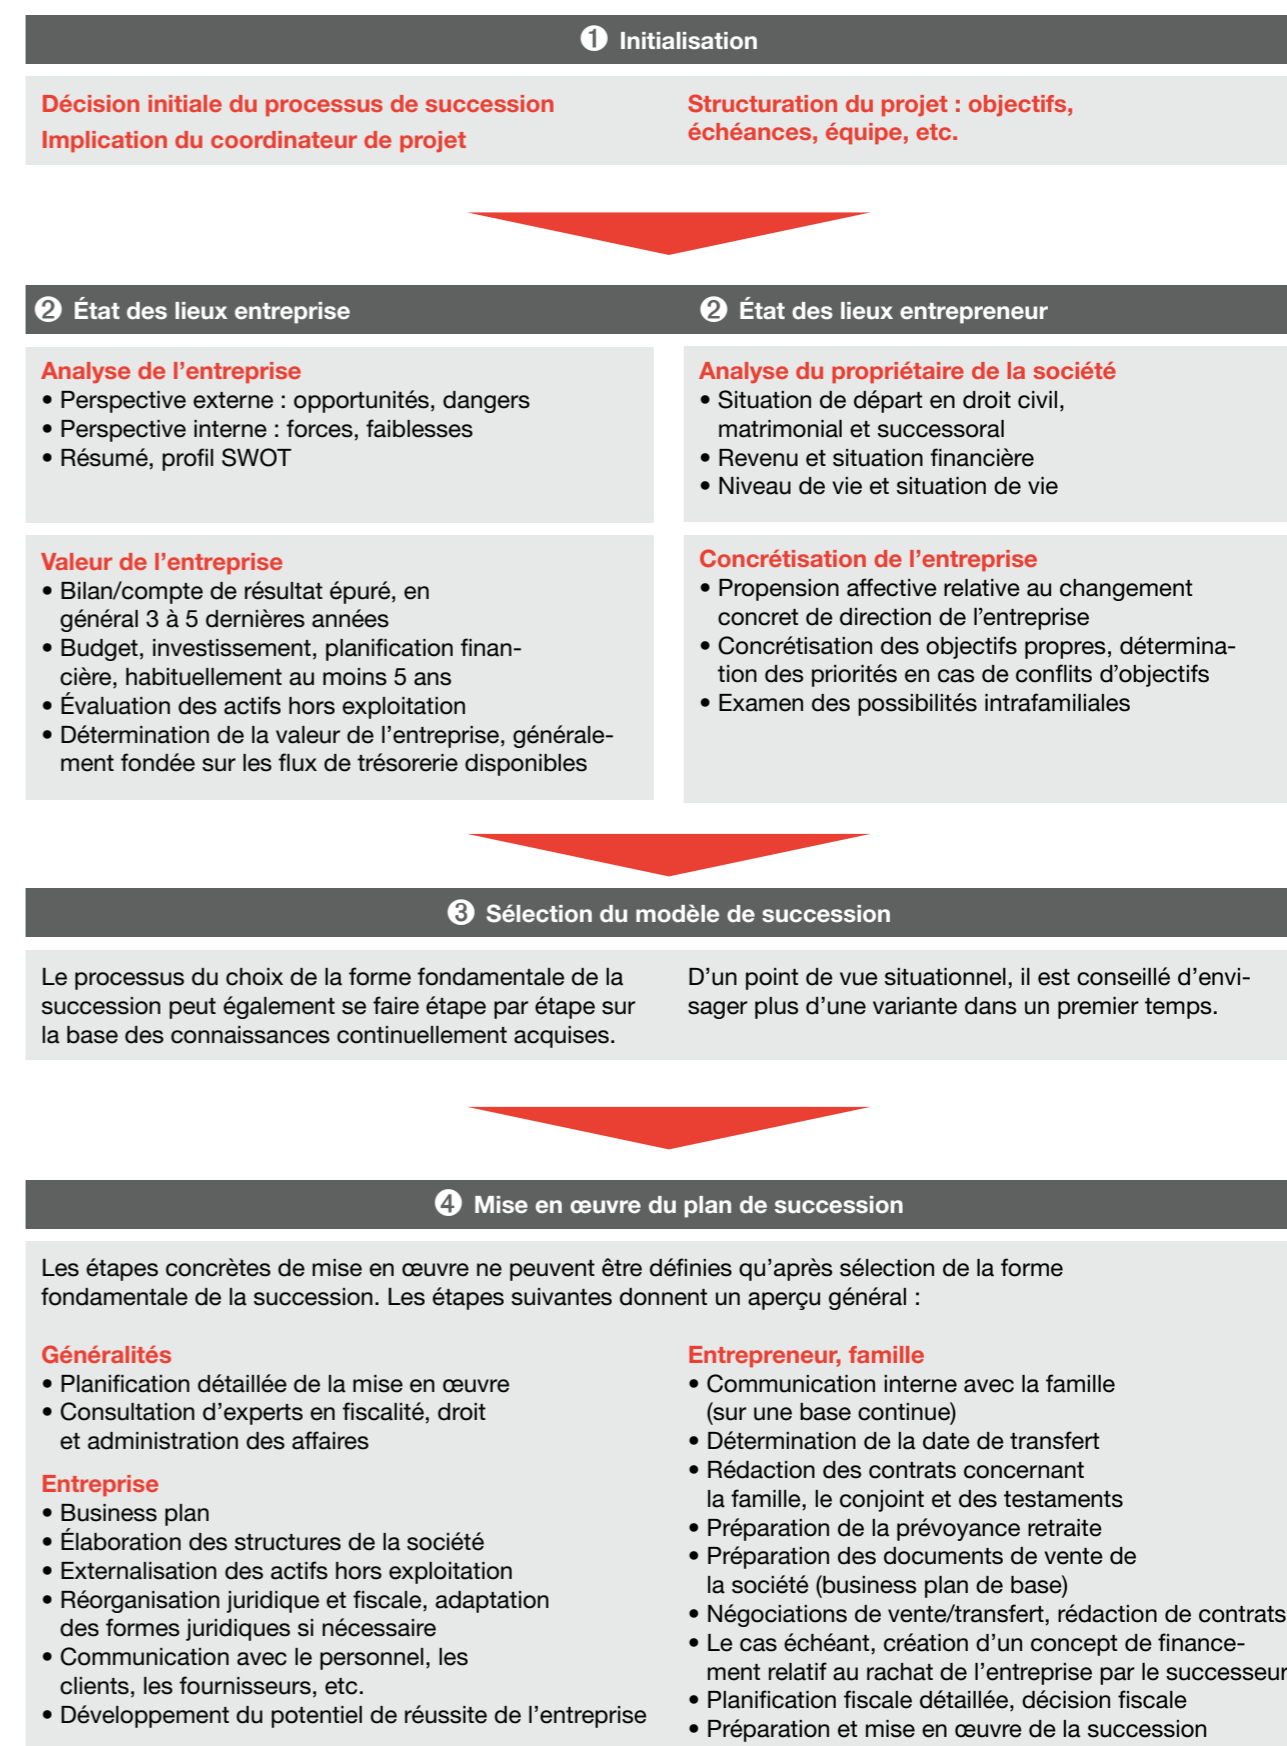 ❶ Initialisation
Décision initiale du processus de succession
Implication du coordinateur de projet
Structuration du projet : objectifs,
échéances, équipe, etc.
❷ État des lieux entreprise
Analyse de l’entreprise
• Perspective externe : opportunités, dangers
• Perspective interne : forces, faiblesses
• Résumé, profil SWOT
Valeur de l’entreprise
• Bilan/compte de résultat épuré, en
général 3 à 5 dernières années
• Budget, investissement, planification finan-
cière, habituellement au moins 5 ans
• Évaluation des actifs hors exploitation
• Détermination de la valeur de l’entreprise, générale-
ment fondée sur les flux de trésorerie disponibles
❷ État des lieux entrepreneur
Analyse du propriétaire de la société
• Situation de départ en droit civil,
matrimonial et successoral
• Revenu et situation financière
• Niveau de vie et situation de vie
Concrétisation de l’entreprise
• Propension affective relative au changement
concret de direction de l’entreprise
• Concrétisation des objectifs propres, détermina-
tion des priorités en cas de conflits d’objectifs
• Examen des possibilités intrafamiliales
❸ Sélection du modèle de succession
Le processus du choix de la forme fondamentale de la
succession peut également se faire étape par étape sur
la base des connaissances continuellement acquises.
D’un point de vue situationnel, il est conseillé d’envi-
sager plus d’une variante dans un premier temps.
❹ Mise en œuvre du plan de succession
Les étapes concrètes de mise en œuvre ne peuvent être définies qu’après sélection de la forme
fondamentale de la succession. Les étapes suivantes donnent un aperçu général :
Généralités
• Planification détaillée de la mise en œuvre
• Consultation d’experts en fiscalité, droit
et administration des affaires
Entreprise
• Business plan
• Élaboration des structures de la société
• Externalisation des actifs hors exploitation
• Réorganisation juridique et fiscale, adaptation
des formes juridiques si nécessaire
• Communication avec le personnel, les
clients, les fournisseurs, etc.
• Développement du potentiel de réussite de l’entreprise
Entrepreneur, famille
• Communication interne avec la famille
(sur une base continue)
• Détermination de la date de transfert
• Rédaction des contrats concernant
la famille, le conjoint et des testaments
• Préparation de la prévoyance retraite
• Préparation des documents de vente de
la société (business plan de base)
• Négociations de vente/transfert, rédaction de contrats
• Le cas échéant, création d’un concept de finance-
ment relatif au rachat de l’entreprise par le successeur
• Planification fiscale détaillée, décision fiscale
• Préparation et mise en œuvre de la succession